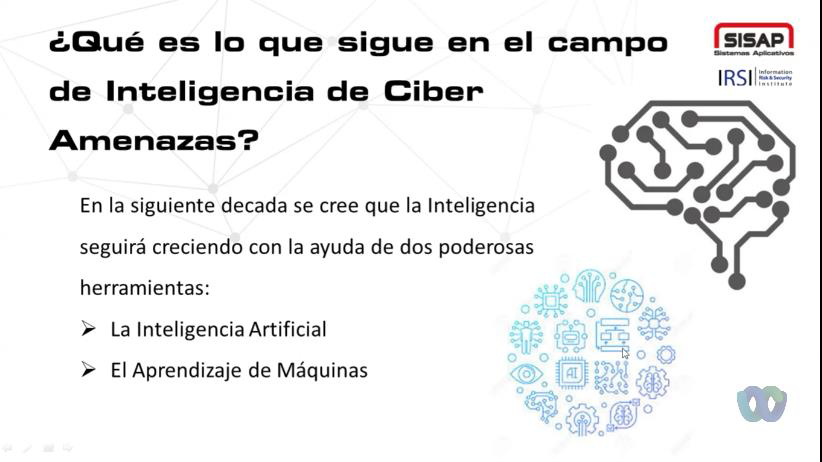 ¿Qué es lo que sigue en el campo
de Inteligencia de Ciber
Amenazas?
SISAP
Sistemas Aplicativos
IRSI Information
Risk & Security
Institute
En la siguiente decada se cree que la Inteligencia
seguirá creciendo con la ayuda de dos poderosas
herramientas:
La Inteligencia Artificial
El Aprendizaje de Máquinas
AI